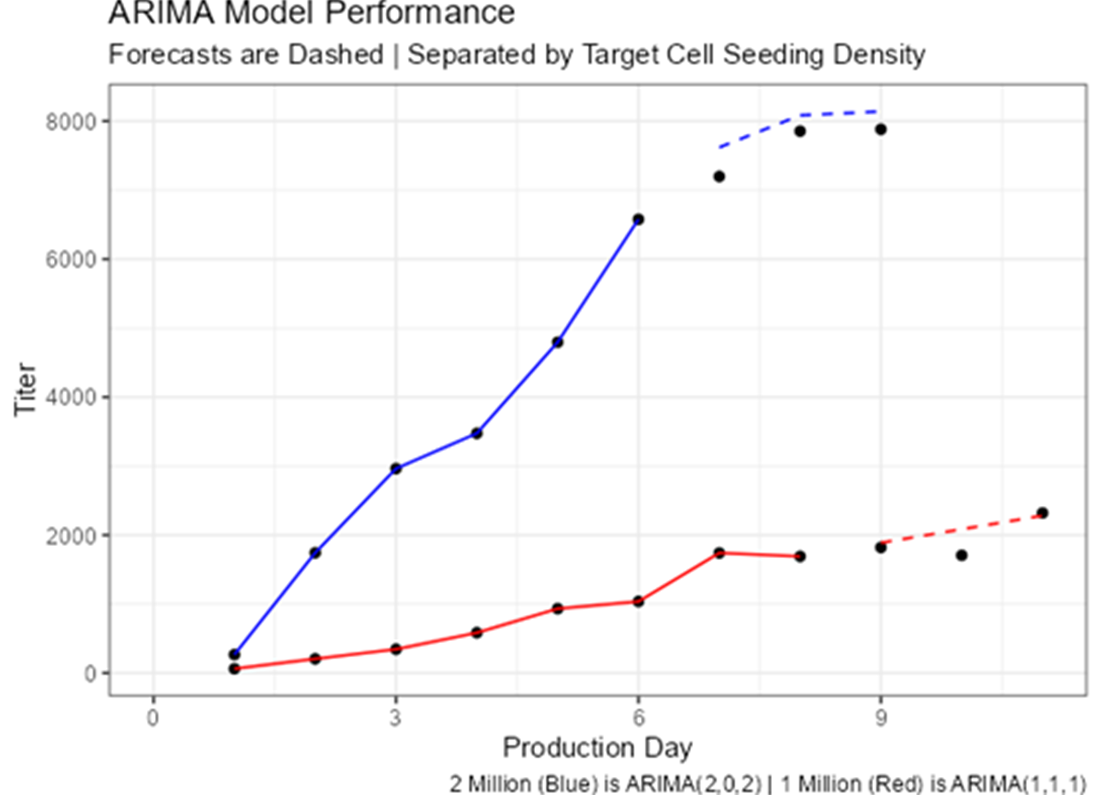 ARIMA Model Performance
Forecasts are Dashed | Separated by Target Cell Seeding Density
8000
6000
4000
2000
0
Titer
0 3 6 9
Production Day
2 Million (Blue) is ARIMA(2,0,2) | 1 Million (Red) is ARIMA(1,1,1)